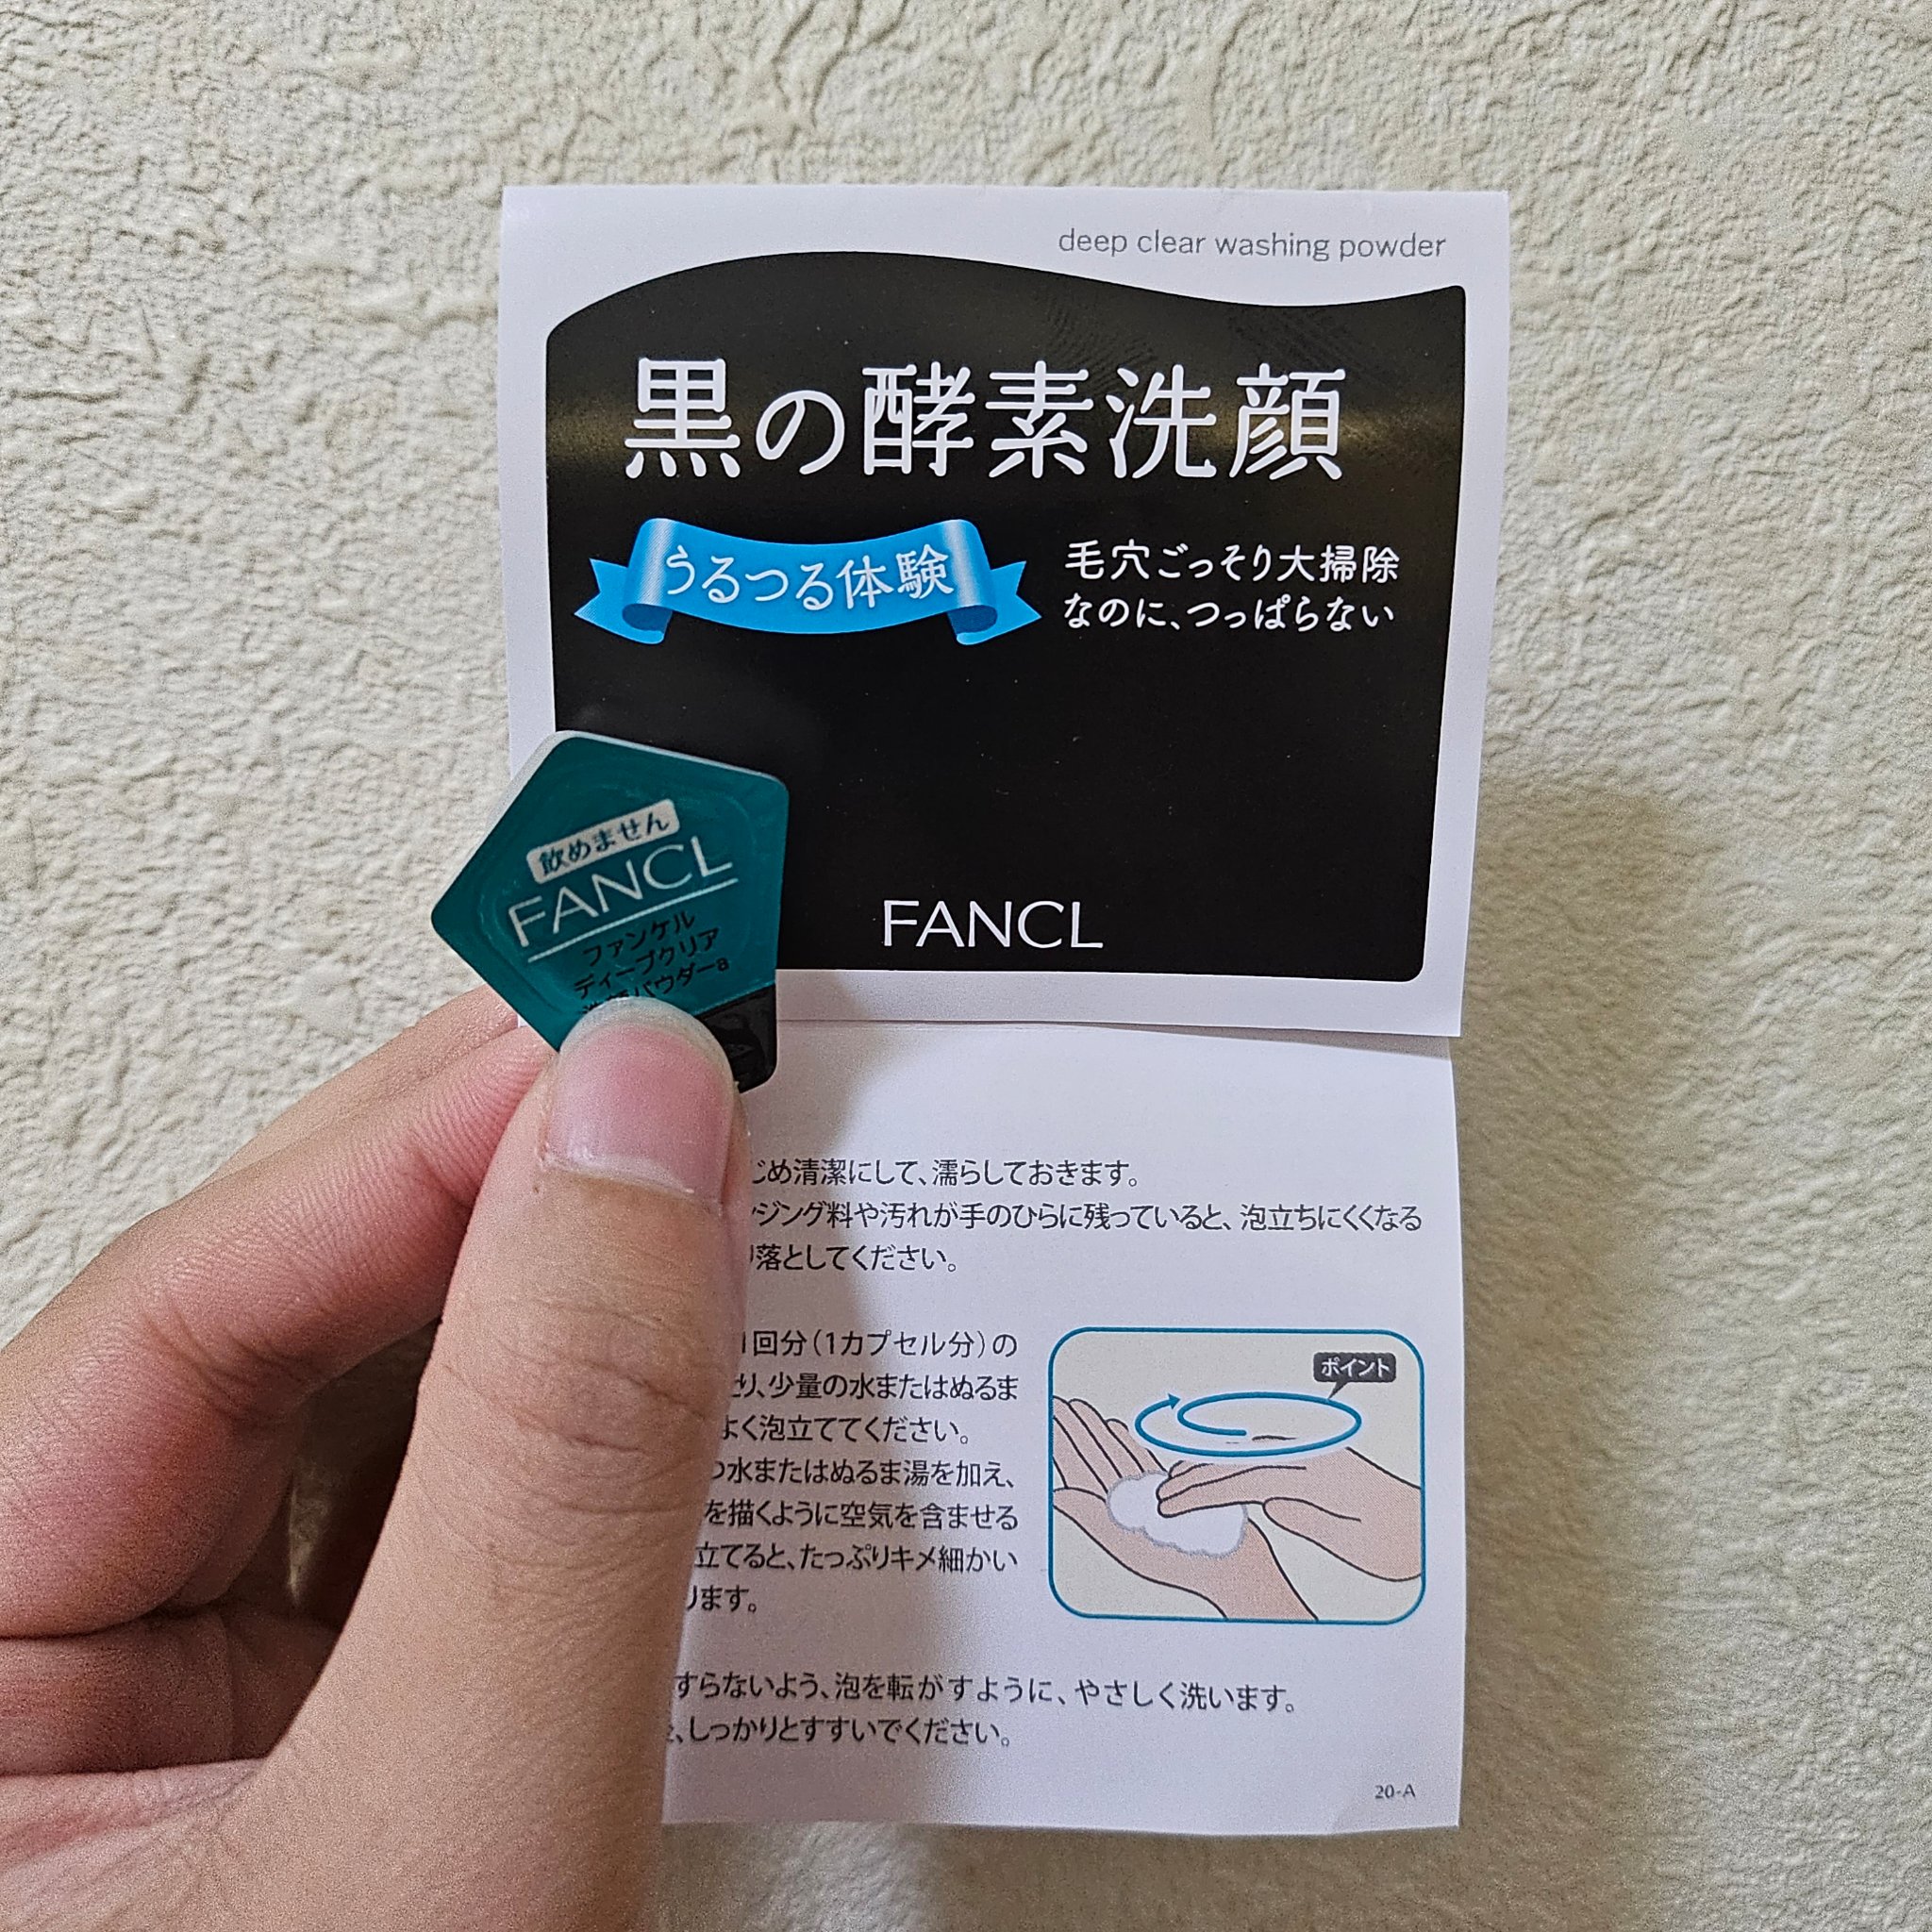 deep clear washing powder
黒の酵素洗顔
うるつる体験
毛穴ごっそり大掃除
なのに、つっぱらない
FANCL
飲めません
FANCL
ファンケル
ディープクリア
洗顔パウダーa
じめ清潔にして、濡らしておきます。
ジング料や汚れが手のひらに残っていると、泡立ちにくくなる
落としてください。
1回分(1カプセル分)の
り、少量の水またはぬるま
よく泡立ててください。
水またはぬるま湯を加え、
を描くように空気を含ませる
立てると、たっぷりキメ細かい
ります。
ポイント
すらないよう、泡を転がすように、やさしく洗います。
、しっかりとすすいでください。
20-A